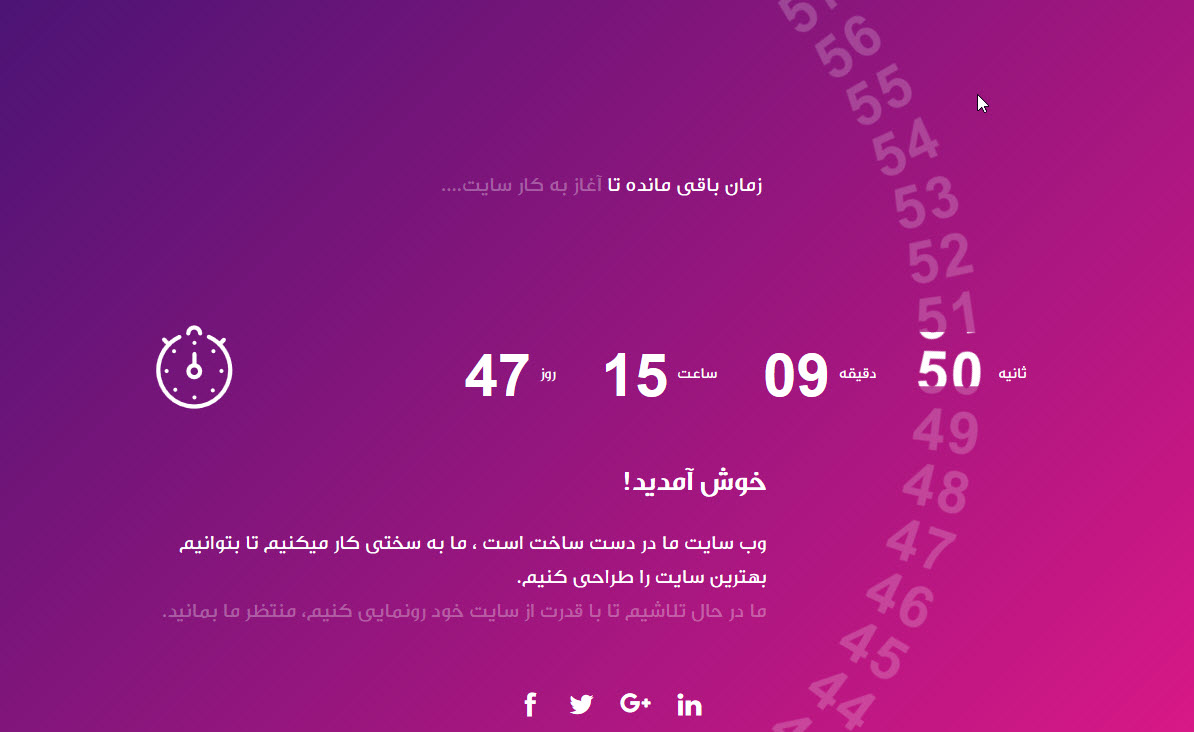 57
56
55
54
زمان باقی مانده تا آغاز به کار سایت....
53
52
51
ثانیه 50 دقیقه 09 ساعت 15 روز 47
49
48
خوش آمدید!
47
وب سایت ما در دست ساخت است ، ما به سختی کار میکنیم تا بتوانیم
بهترین سایت را طراحی کنیم.
46
ما در حال تلاشیم تا با قدرت از سایت خود رونمایی کنیم، منتظر ما بمانید.
45
44
f G+ in